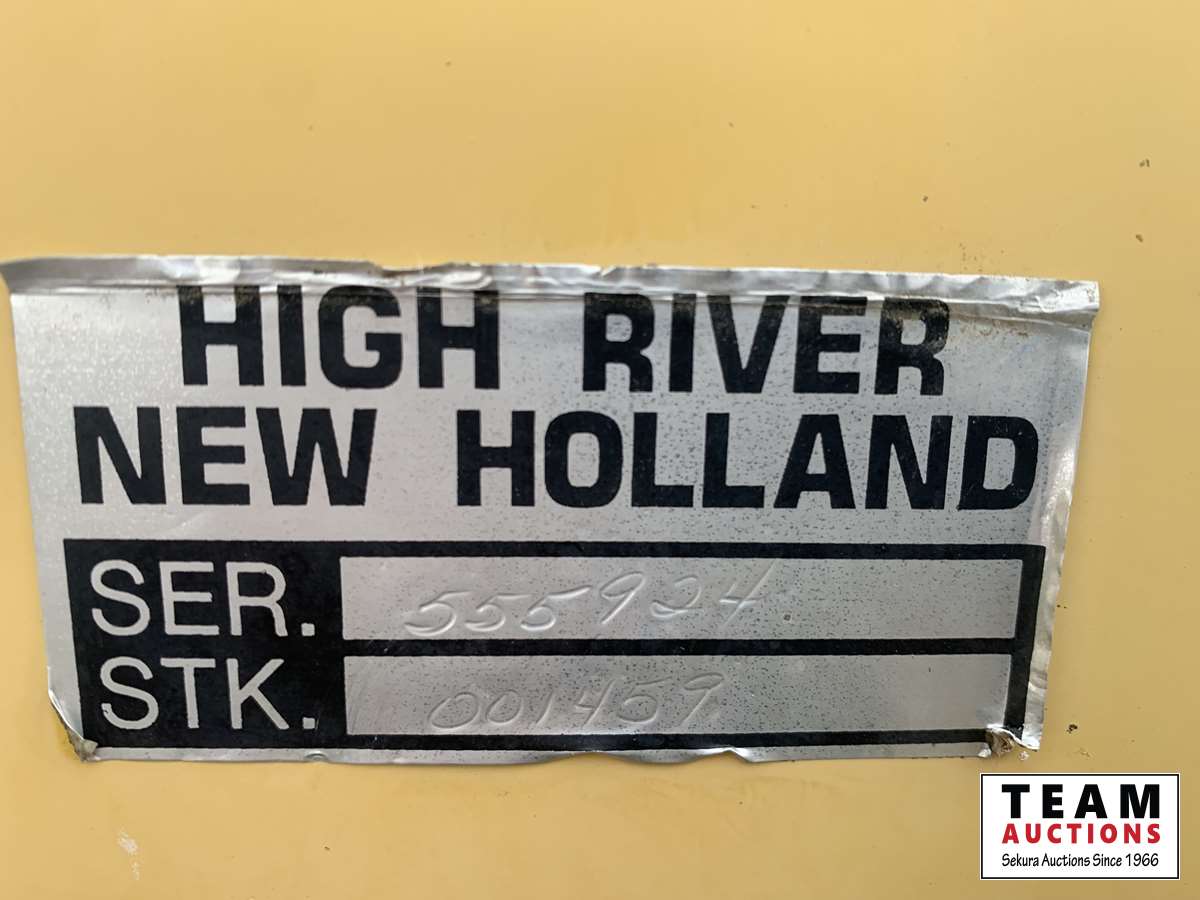 HIGH RIVER
NEW HOLLAND
SER. 555924
STK. 001459
TEAM
AUCTIONS
Sekura Auctions Since 1966